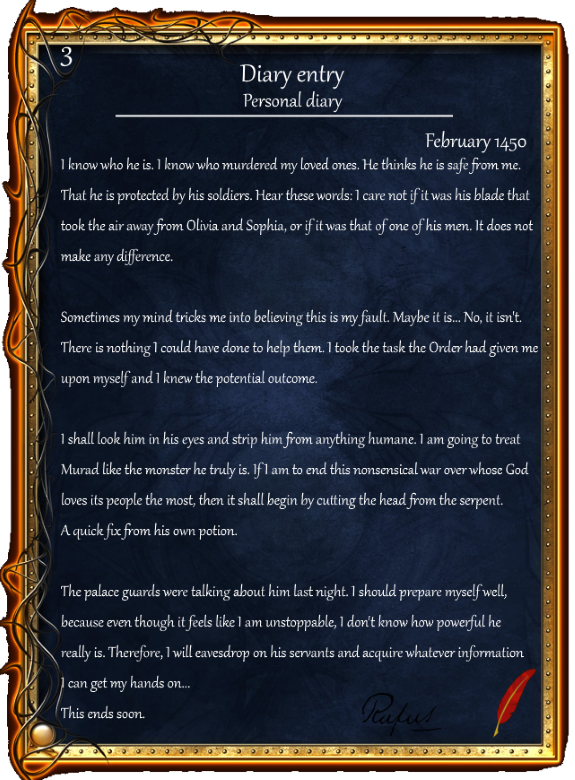 3
Diary entry
Personal diary
February 1450
I know who he is. I know who murdered my loved ones. He thinks he is safe from me.
That he is protected by his soldiers. Hear these words: I care not if it was his blade that
took the air away from Olivia and Sophia, or if it was that of one of his men. It does not
make any difference.
Sometimes my mind tricks me into believing this is my fault. Maybe it is... No, it isn't.
There is nothing I could have done to help them. I took the task the Order had given me
upon myself and I knew the potential outcome.
I shall look him in his eyes and strip him from anything humane. I am going to treat
Murad like the monster he truly is. If I am to end this nonsensical war over whose God
loves its people the most, then it shall begin by cutting the head from the serpent.
A quick fix from his own potion.
The palace guards were talking about him last night. I should prepare myself well,
because even though it feels like I am unstoppable, I don't know how powerful he
really is. Therefore, I will eavesdrop on his servants and acquire whatever information
I can get my hands on...
This ends soon.
Rufus